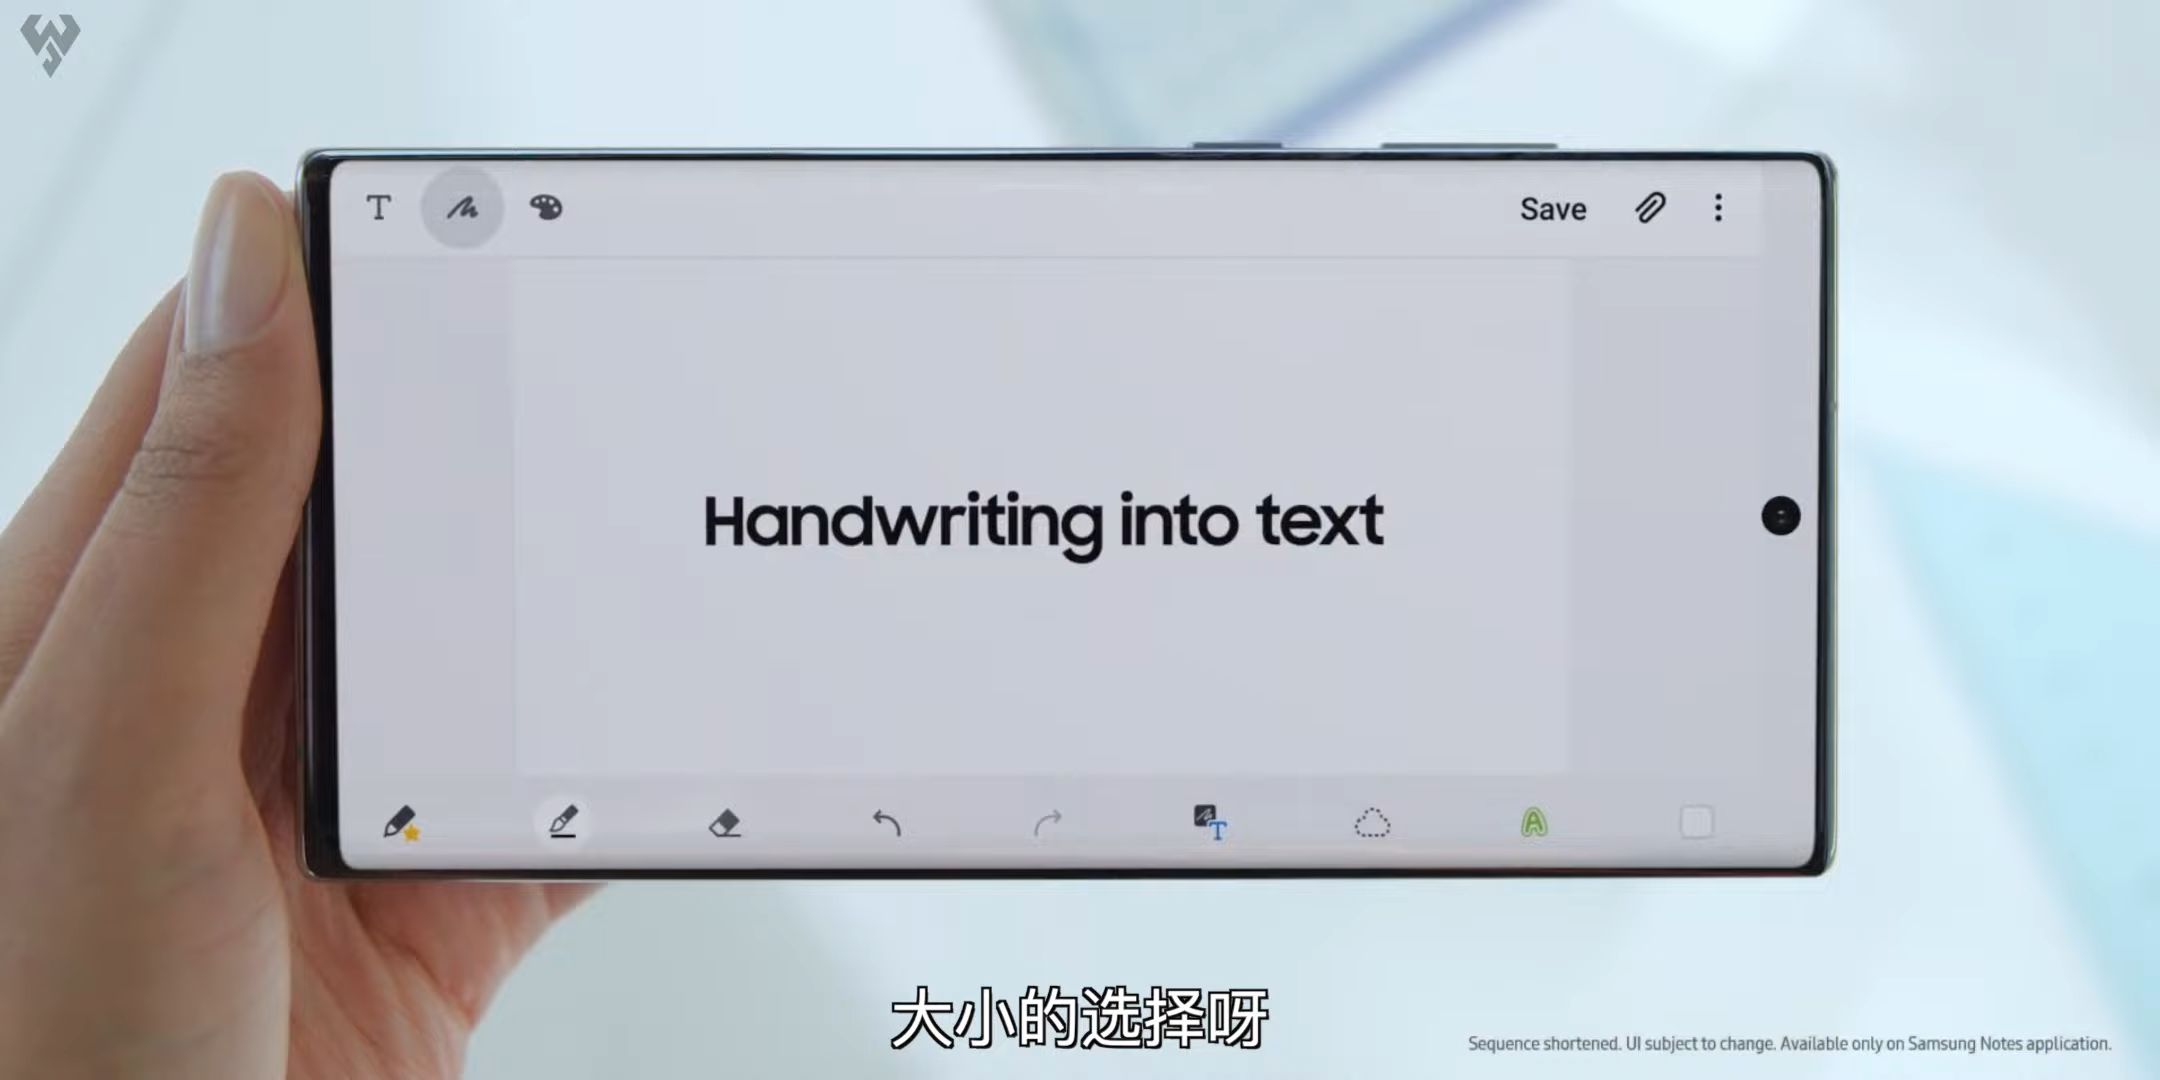 Save
Handwriting into text
大小的选择呀
Sequence shortened. UI subject to change. Available only on Samsung Notes application.